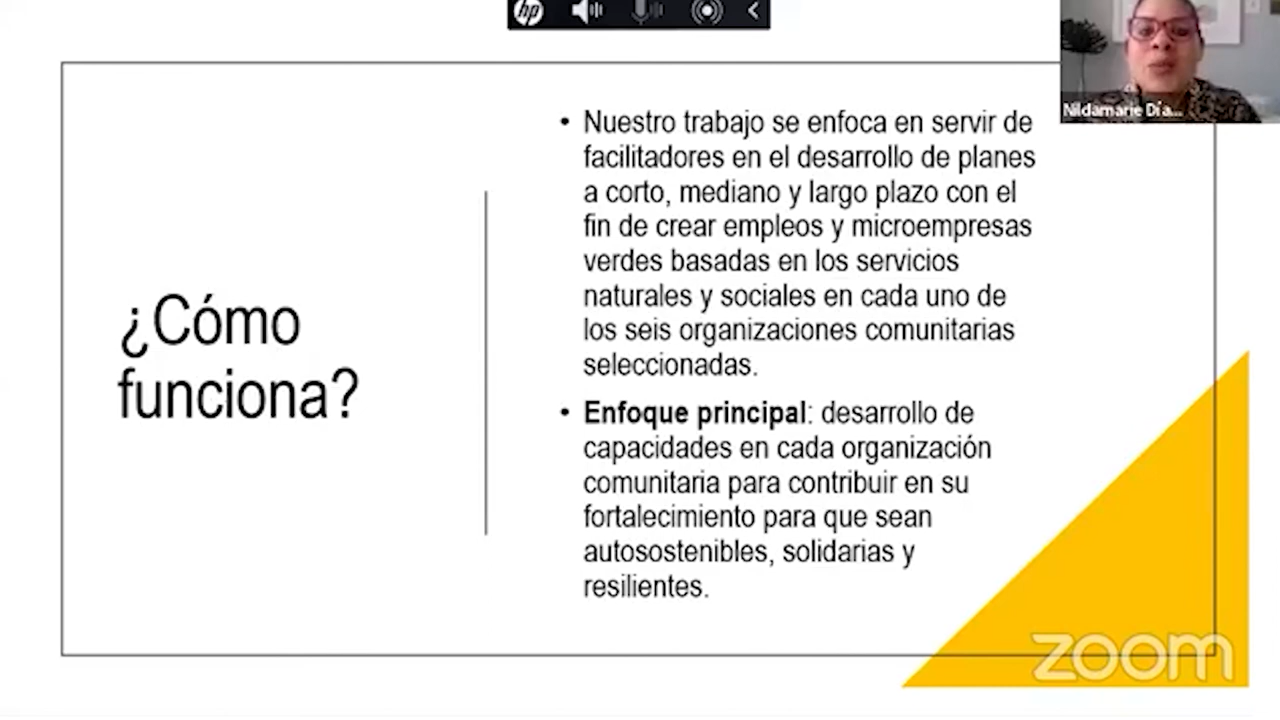 hp
Nildamarie Día...
¿Cómo
funciona?
• Nuestro trabajo se enfoca en servir de
facilitadores en el desarrollo de planes
a corto, mediano y largo plazo con el
fin de crear empleos y microempresas
verdes basadas en los servicios
naturales y sociales en cada uno de
los seis organizaciones comunitarias
seleccionadas.
• Enfoque principal: desarrollo de
capacidades en cada organización
comunitaria para contribuir en su
fortalecimiento para que sean
autosostenibles, solidarias y
resilientes.
zoom